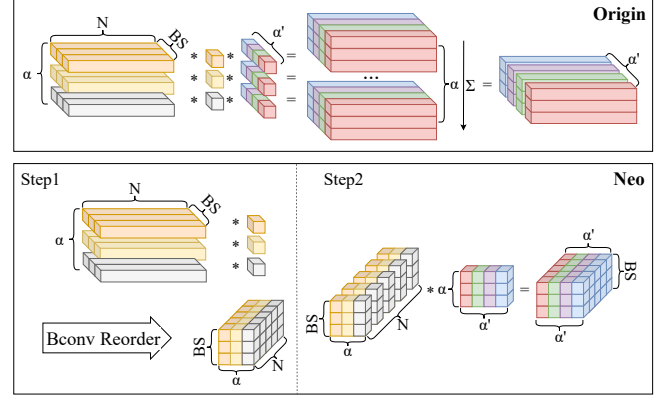 Origin
N
BS
α'
α
* * =
* * =
...
* * =
α Σ
=
α'
Step1
N
BS
α
*
*
*
Bconv Reorder
BS
α
N
Step2
Neo
BS
α
N
* α
α'
=
α'
BS
α'